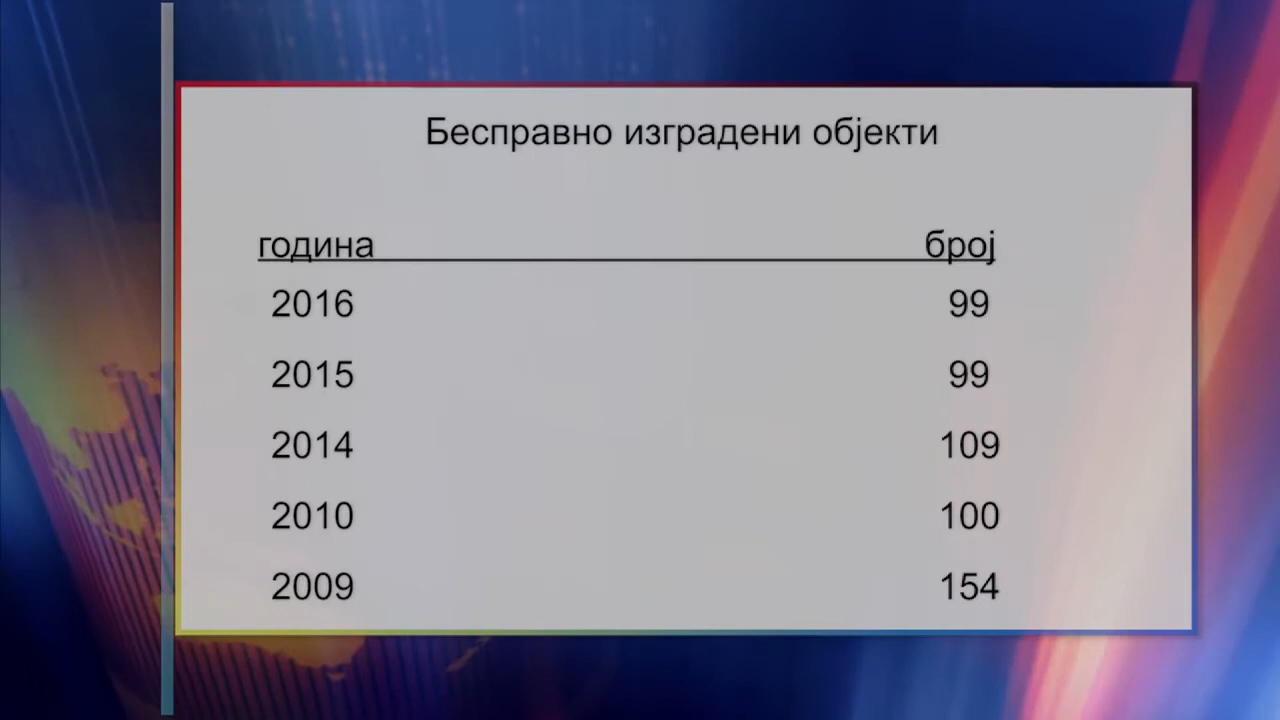 Бесправно изградени објекти
година број
2016 99
2015 99
2014 109
2010 100
2009 154